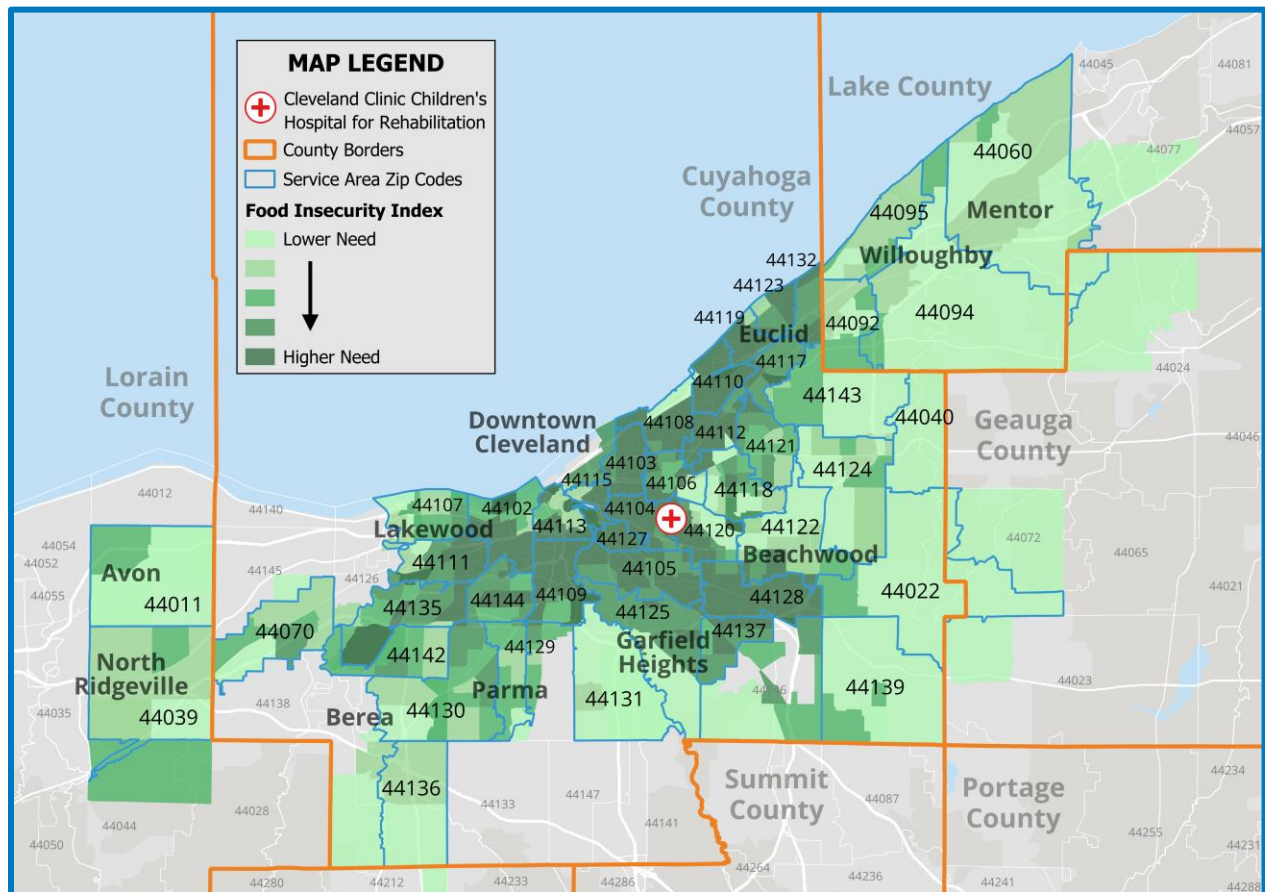 MAP LEGEND
Cleveland Clinic Children's
Hospital for Rehabilitation
County Borders
Service Area Zip Codes
Food Insecurity Index
Lower Need
Higher Need
44045
44081
Lake County
44057
44060
44077
Cuyahoga
County
Mentor
44095
Willoughby
44132
44123
44094
44119
44092
Euclid
44117
44024
Lorain
County
44110
44143
44040
Geauga
County
44046
Downtown
Cleveland
44108
44112
44121
44103
44124
44106
44115
44118
44012
44140
44107
44102
44104
44120
44122
Lakewood
44113
44127
Beachwood
44072
44065
44054
44052
44145
44126
44111
44105
Avon
44055
44011
44021
44022
44128
44135
44144
44109
44125
44070
44137
Garfield
Heights
44142
44129
North
Ridgeville
Parma
44131
44139
44023
44035
44039
44138
Berea
44130
44136
Summit
County
Portage
County
44234
44028
44133
44147
44087
44044
44141
44255
44050
44231
44264
44280
44212
44233
44286
44236
44241
44288